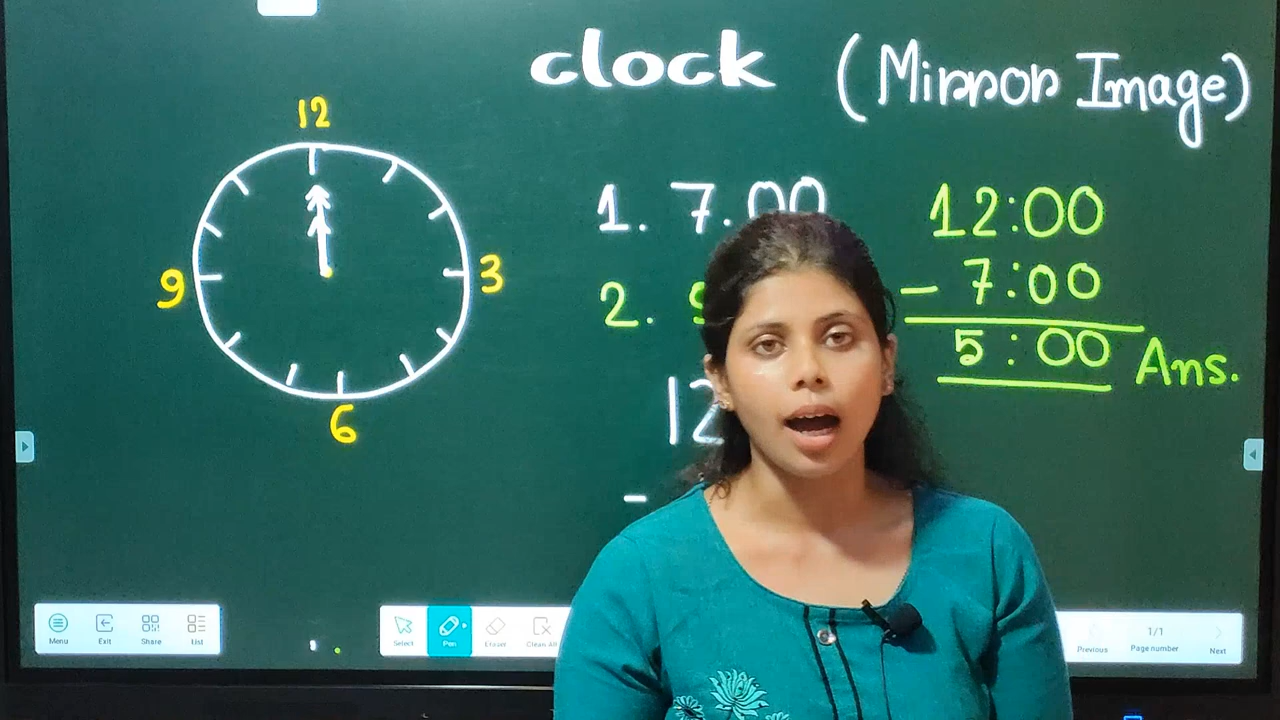 clock (Mirror Image)
12
9
3
6
1. 7.00
2.
12
-
12:00
- 7:00
5:00 Ans.
Menu
Exit
Share
List
Select
Pen
Eraser
Clean All
Previous
1/1
Page number
Next